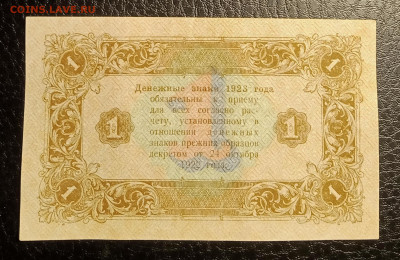 COINS.LAVE.RU
1 1
Денежные знаки 1923 года
обязательны к приему
для всех согласно рас-
чету, установленному в
1 отношении денежных 1
знаков прежних образцов
декретом от 24 октября
1922 года.
1 1